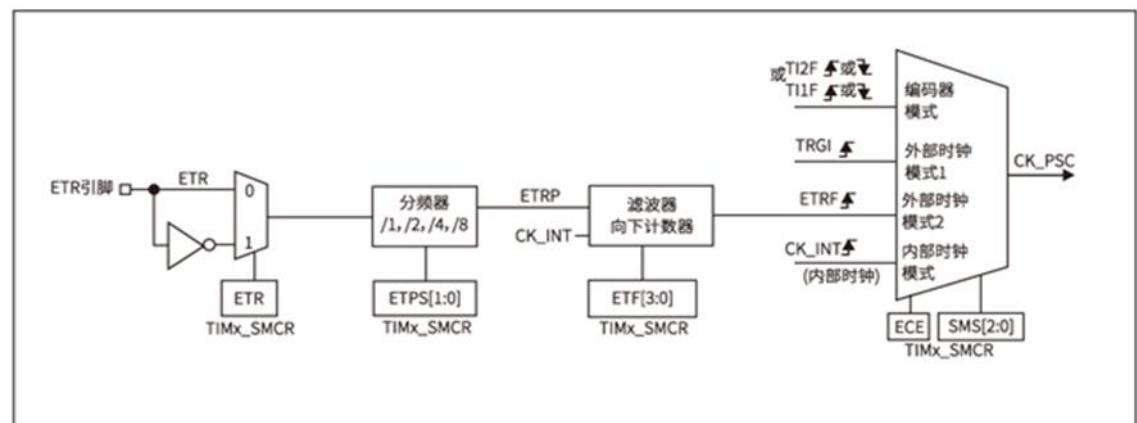 或TI2F 或
TI1F 或
编码器
模式
TRGI
外部时钟
模式1
CK_PSC
ETR引脚
ETR
0
1
分频器
/1, /2, /4, /8
ETRP
CK_INT
滤波器
向下计数器
ETRF
外部时钟
模式2
CK_INT
(内部时钟)
内部时钟
模式
ETR
TIMx_SMCR
ETPS[1:0]
TIMx_SMCR
ETF[3:0]
TIMx_SMCR
ECE
SMS[2:0]
TIMx_SMCR